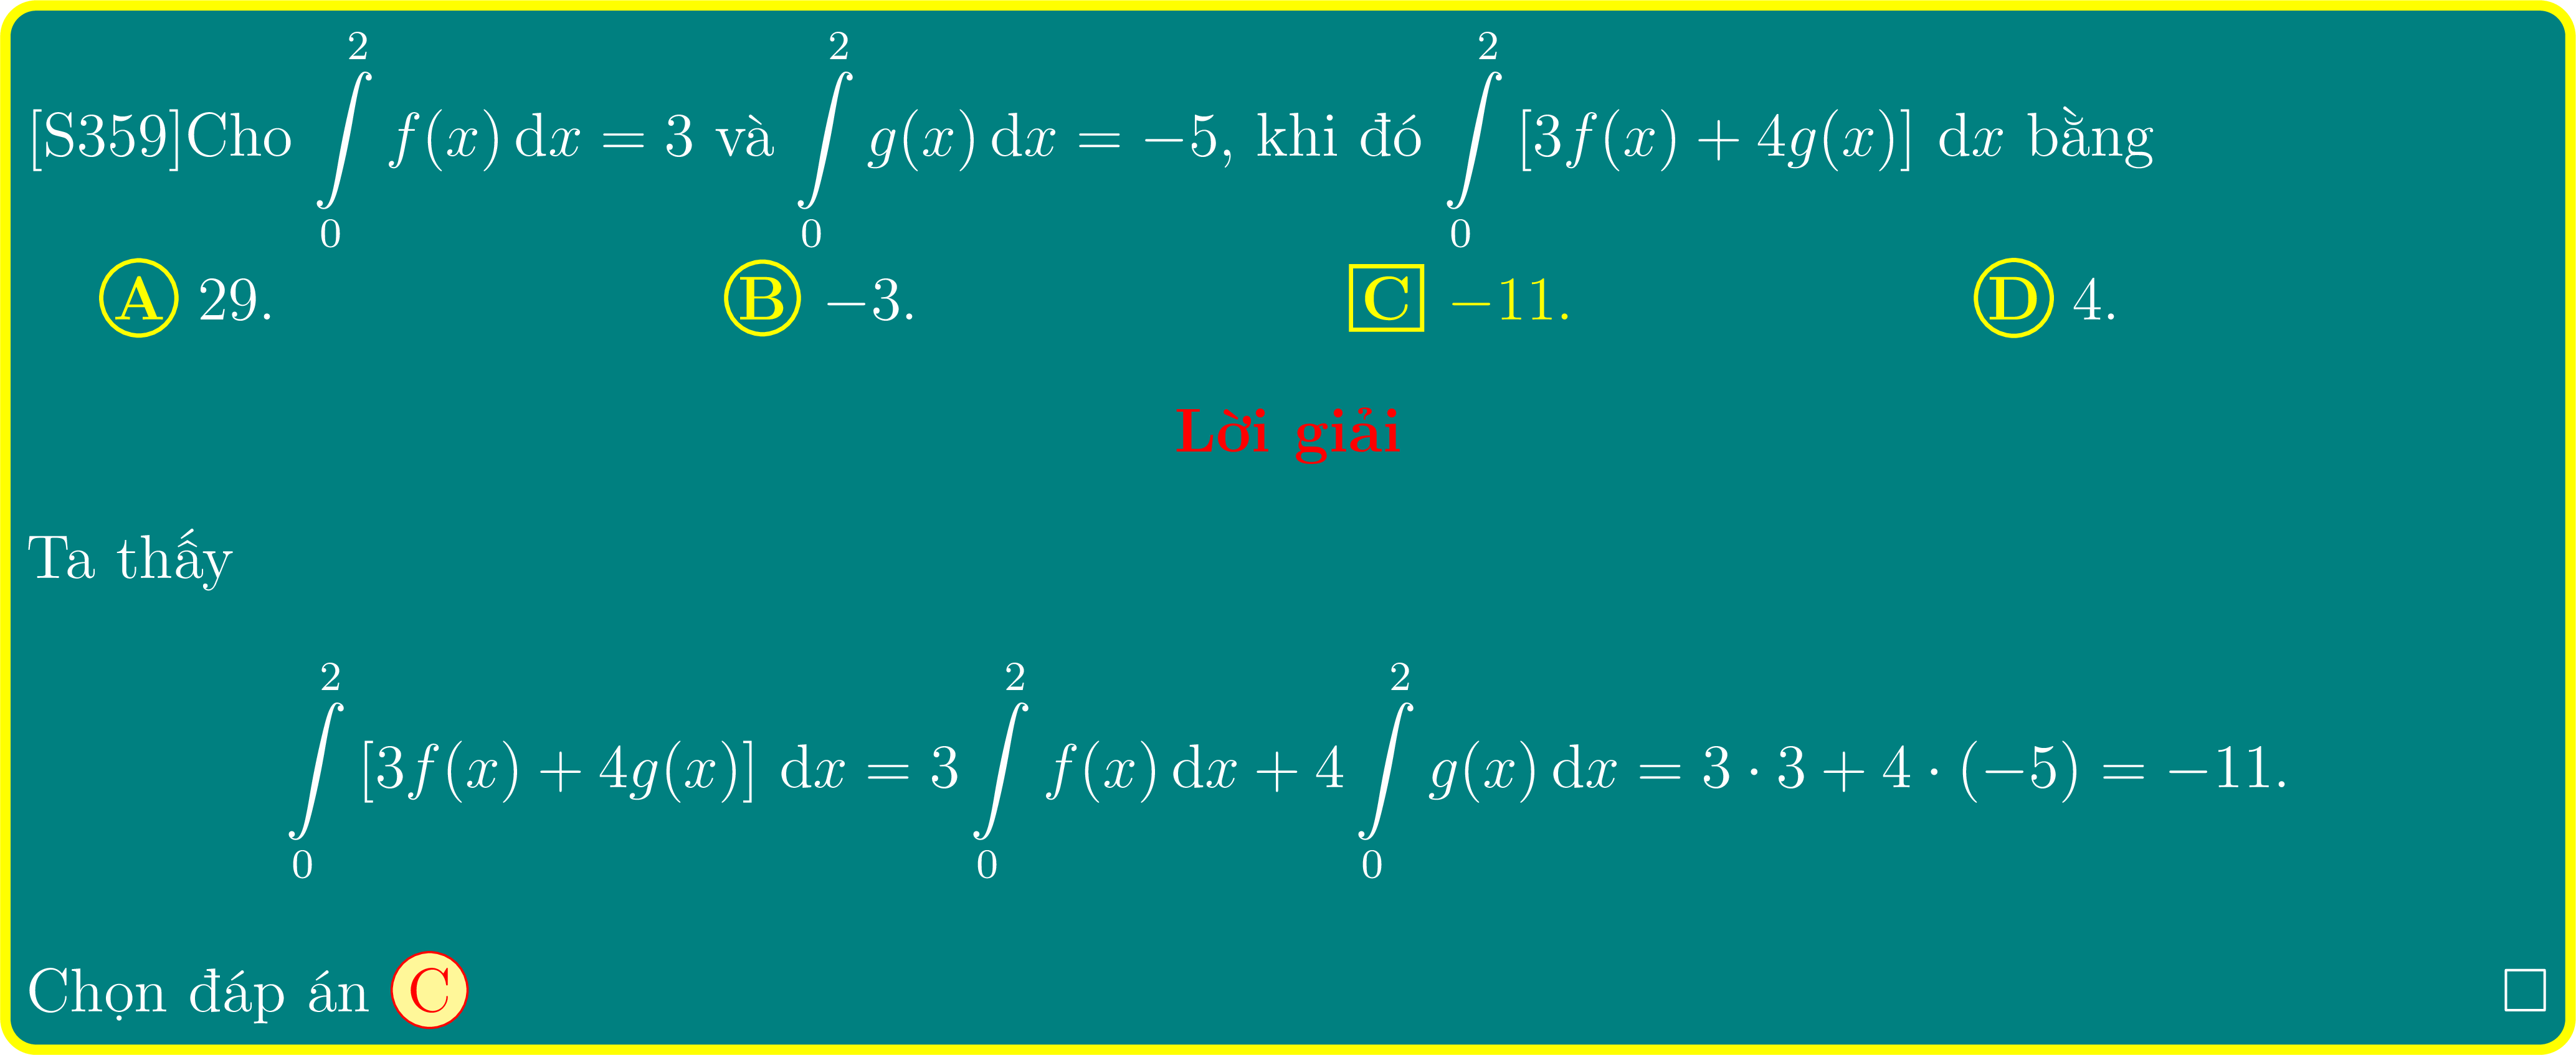 [S359]Cho $\int\limits_0^2 f(x)\,\mathrm{d}x = 3$ và $\int\limits_0^2 g(x)\,\mathrm{d}x = -5$, khi đó $\int\limits_0^2 [3f(x) + 4g(x)]\ \mathrm{d}x$ bằng
A 29. B −3. C −11. D 4.
Lời giải
Ta thấy
$\int\limits_0^2 [3f(x) + 4g(x)]\ \mathrm{d}x = 3\int\limits_0^2 f(x)\,\mathrm{d}x + 4\int\limits_0^2 g(x)\,\mathrm{d}x = 3 \cdot 3 + 4 \cdot (-5) = -11.$
Chọn đáp án C □